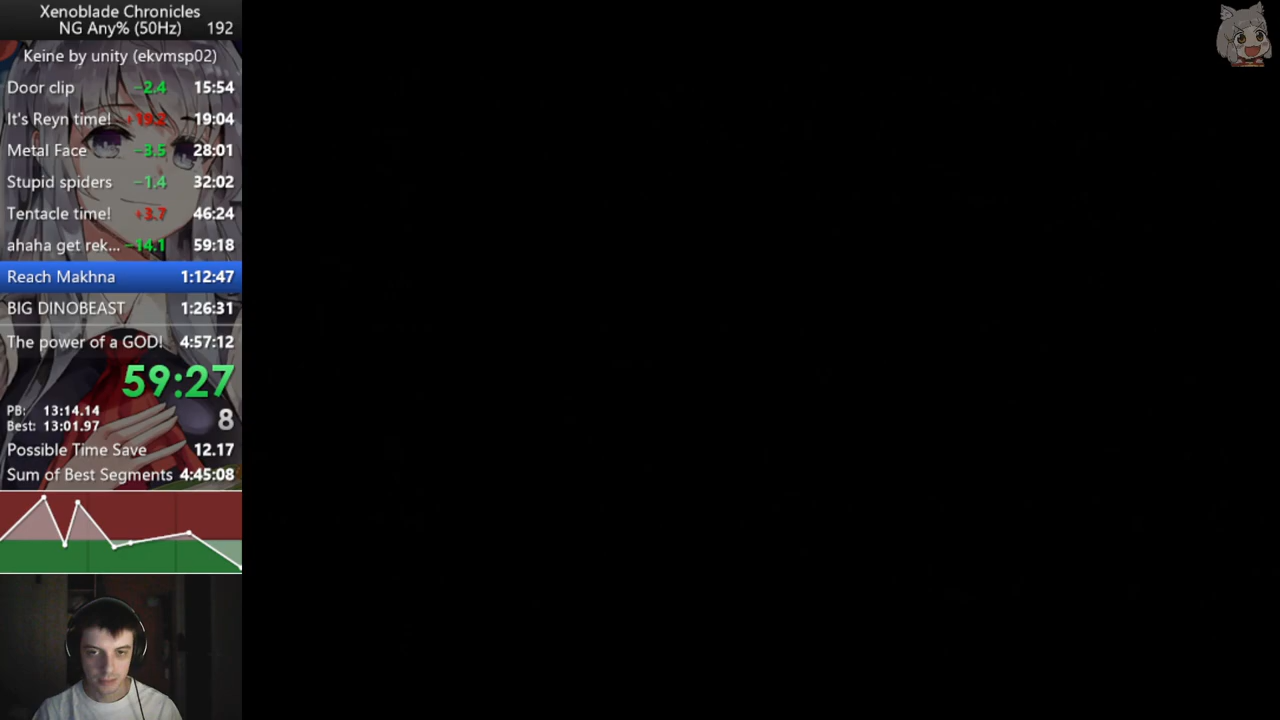 Xenoblade Chronicles
NG Any% (50Hz) 192
Keine by unity (ekvmsp02)
Door clip −2.4 15:54
It's Reyn time! +19.2 19:04
Metal Face −3.5 28:01
Stupid spiders −1.4 32:02
Tentacle time! +3.7 46:24
ahaha get rek... −14.1 59:18
Reach Makhna 1:12:47
BIG DINOBEAST 1:26:31
The power of a GOD! 4:57:12
59:27
PB: 13:14.14
Best: 13:01.97
8
Possible Time Save 12.17
Sum of Best Segments 4:45:08